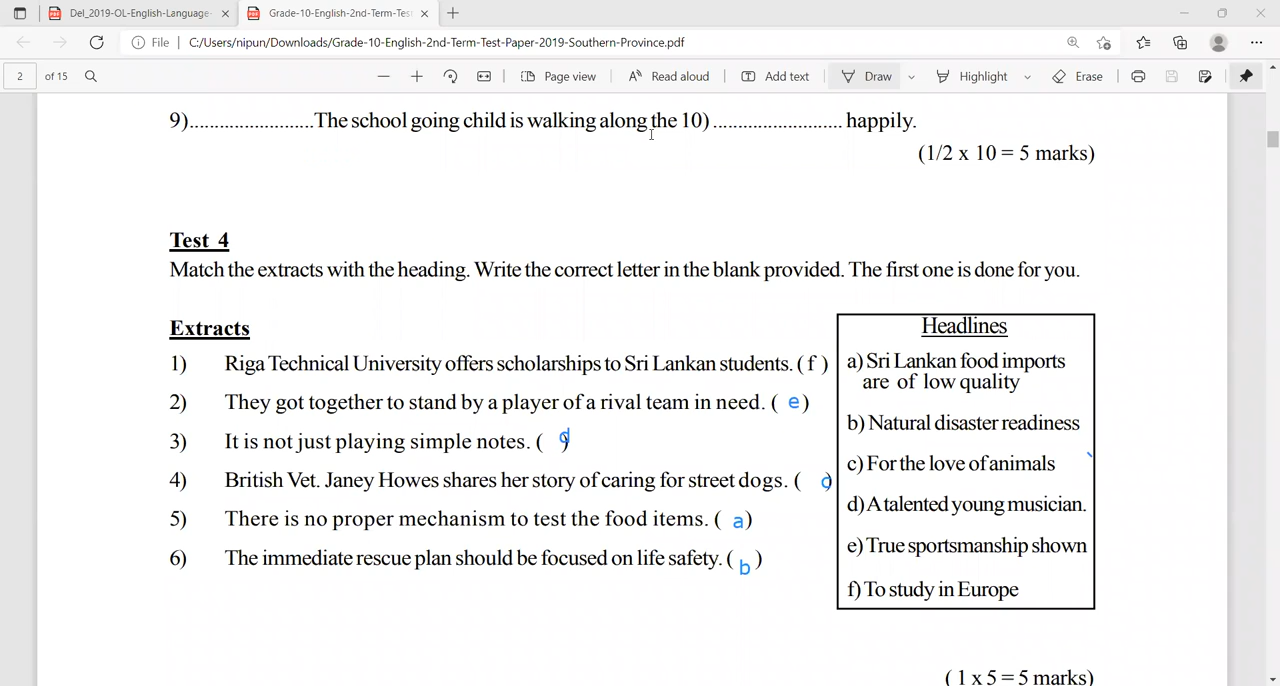 Del_2019-OL-English-Language-
Grade-10-English-2nd-Term-Test
File | C:/Users/nipun/Downloads/Grade-10-English-2nd-Term-Test-Paper-2019-Southern-Province.pdf
2 of 15 Page view Read aloud Add text Draw Highlight Erase
9)..........................The school going child is walking along the 10) .......................... happily.
(1/2 x 10 = 5 marks)
Test 4
Match the extracts with the heading. Write the correct letter in the blank provided. The first one is done for you.
Extracts
1) Riga Technical University offers scholarships to Sri Lankan students. ( f )
2) They got together to stand by a player of a rival team in need. ( e )
3) It is not just playing simple notes. ( d )
4) British Vet. Janey Howes shares her story of caring for street dogs. ( c )
5) There is no proper mechanism to test the food items. ( a )
6) The immediate rescue plan should be focused on life safety. ( b )
Headlines
a) Sri Lankan food imports
are of low quality
b) Natural disaster readiness
c) For the love of animals
d) A talented young musician.
e) True sportsmanship shown
f) To study in Europe
( 1 x 5 = 5 marks)